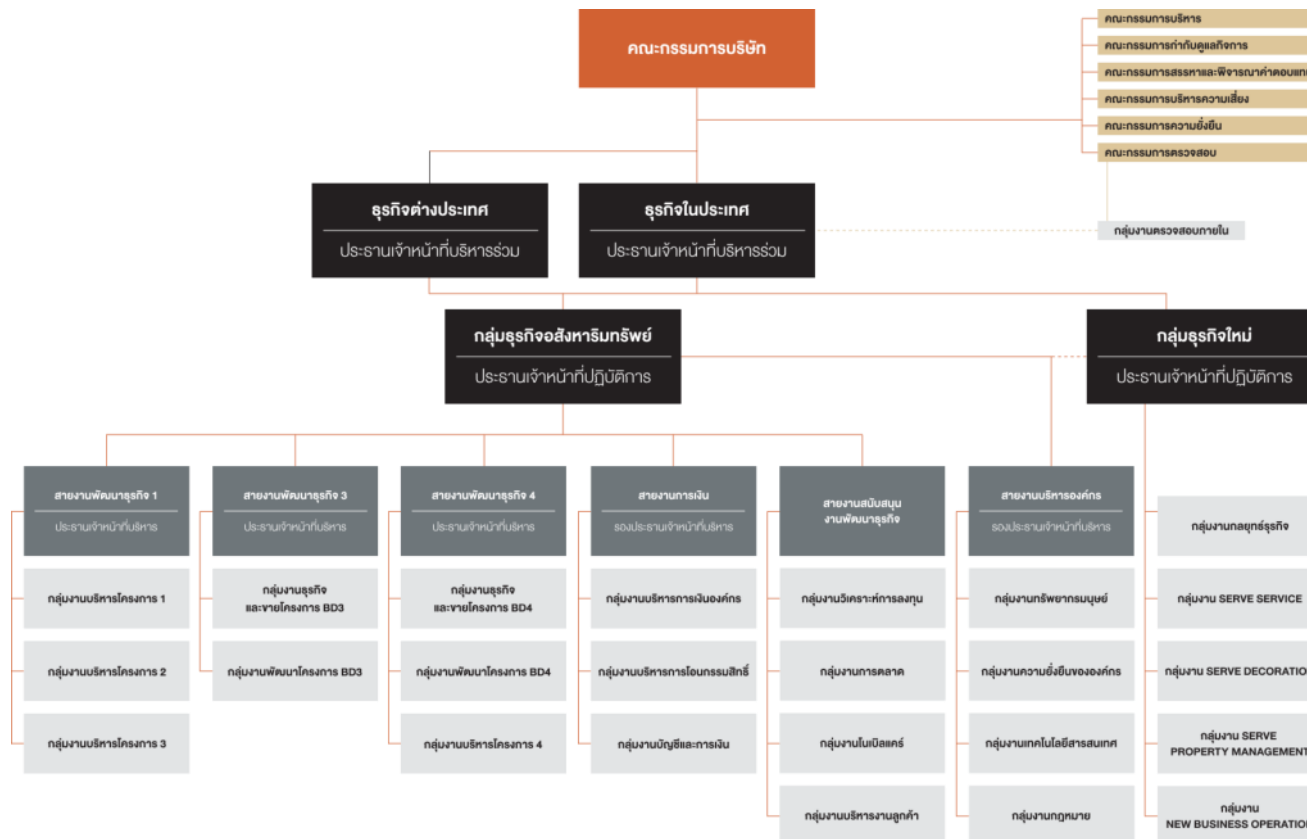 คณะกรรมการบริษัท
คณะกรรมการบริหาร
คณะกรรมการกำกับดูแลกิจการ
คณะกรรมการสรรหาและพิจารณาค่าตอบแทน
คณะกรรมการบริหารความเสี่ยง
คณะกรรมการความยั่งยืน
คณะกรรมการตรวจสอบ
ธุรกิจต่างประเทศ
ประธานเจ้าหน้าที่บริหารร่วม
ธุรกิจในประเทศ
ประธานเจ้าหน้าที่บริหารร่วม
กลุ่มงานตรวจสอบภายใน
กลุ่มธุรกิจอสังหาริมทรัพย์
ประธานเจ้าหน้าที่ปฏิบัติการ
กลุ่มธุรกิจใหม่
ประธานเจ้าหน้าที่ปฏิบัติการ
สายงานพัฒนาธุรกิจ 1
ประธานเจ้าหน้าที่บริหาร
สายงานพัฒนาธุรกิจ 3
ประธานเจ้าหน้าที่บริหาร
สายงานพัฒนาธุรกิจ 4
ประธานเจ้าหน้าที่บริหาร
สายงานการเงิน
รองประธานเจ้าหน้าที่บริหาร
สายงานสนับสนุน
งานพัฒนาธุรกิจ
สายงานบริหารองค์กร
รองประธานเจ้าหน้าที่บริหาร
กลุ่มงานกลยุทธ์ธุรกิจ
กลุ่มงานบริหารโครงการ 1
กลุ่มงานธุรกิจ
และขายโครงการ BD3
กลุ่มงานธุรกิจ
และขายโครงการ BD4
กลุ่มงานบริหารการเงินองค์กร
กลุ่มงานวิเคราะห์การลงทุน
กลุ่มงานทรัพยากรมนุษย์
กลุ่มงาน SERVE SERVICE
กลุ่มงานบริหารโครงการ 2
กลุ่มงานพัฒนาโครงการ BD3
กลุ่มงานพัฒนาโครงการ BD4
กลุ่มงานบริหารการโอนกรรมสิทธิ์
กลุ่มงานการตลาด
กลุ่มงานความยั่งยืนขององค์กร
กลุ่มงาน SERVE DECORATION
กลุ่มงานบริหารโครงการ 3
กลุ่มงานบริหารโครงการ 4
กลุ่มงานบัญชีและการเงิน
กลุ่มงานโนเบิลแคร์
กลุ่มงานเทคโนโลยีสารสนเทศ
กลุ่มงาน SERVE
PROPERTY MANAGEMENT
กลุ่มงานบริหารงานลูกค้า
กลุ่มงานกฎหมาย
กลุ่มงาน
NEW BUSINESS OPERATION